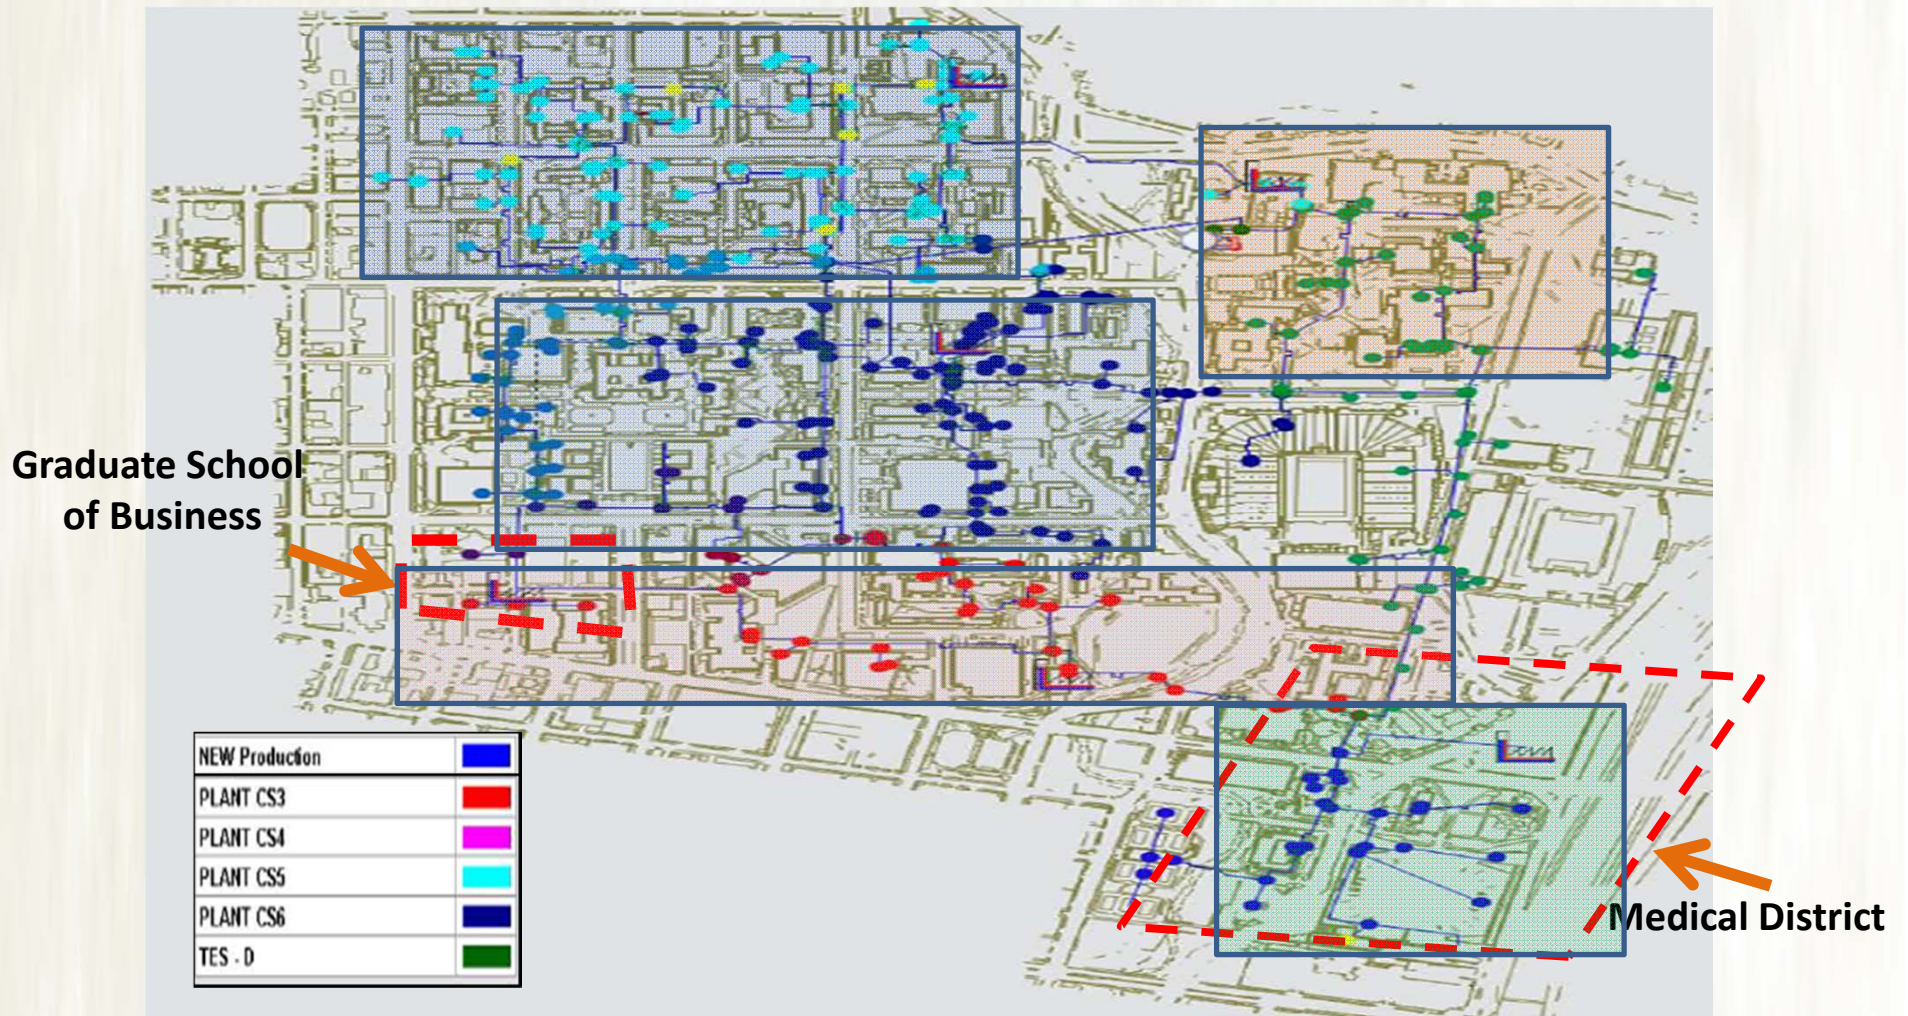 Graduate School
of Business
NEW Production
PLANT CS3
PLANT CS4
PLANT CS5
PLANT CS6
TES - D
Medical District